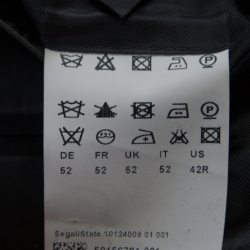 DE FR UK IT US
52 52 52 52 42R
Segal/State 10124009 01 001